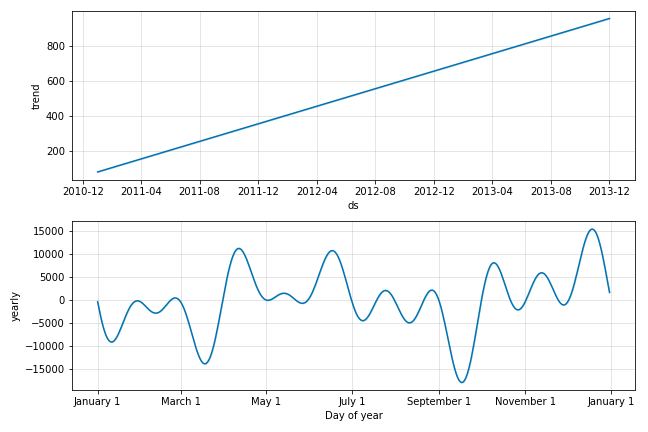 800
600
400
200
trend
2010-12 2011-04 2011-08 2011-12 2012-04 2012-08 2012-12 2013-04 2013-08 2013-12
ds
15000
10000
5000
0
−5000
−10000
−15000
yearly
January 1 March 1 May 1 July 1 September 1 November 1 January 1
Day of year